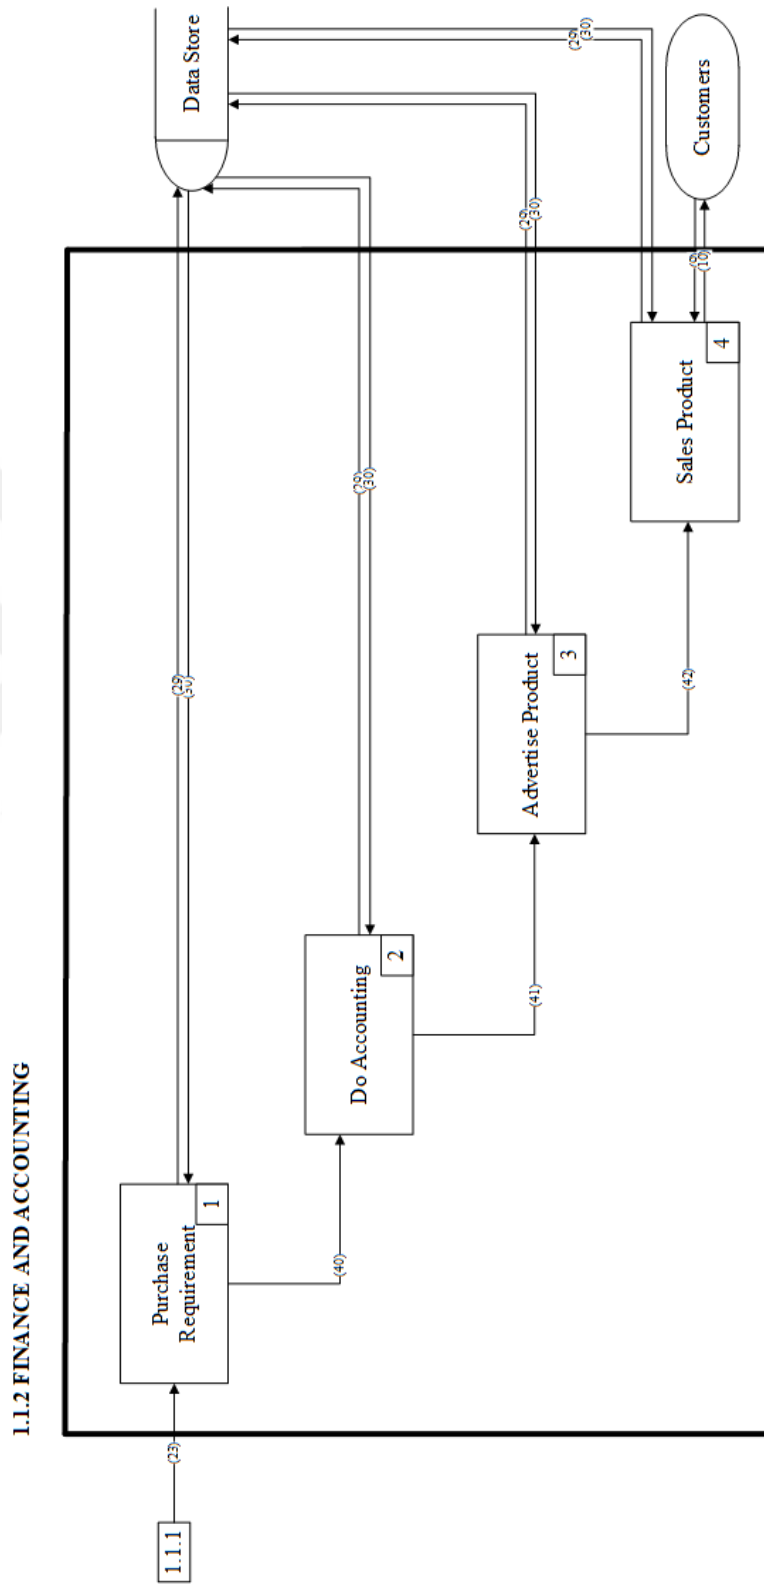 1.1.2 FINANCE AND ACCOUNTING
1.1.1
(23)
Purchase
Requirement
1
(29)
(30)
Data Store
(40)
Do Accounting
2
(29)
(30)
(41)
Advertise Product
3
(29)
(30)
(42)
Sales Product
4
(29)
(30)
(9)
(10)
Customers